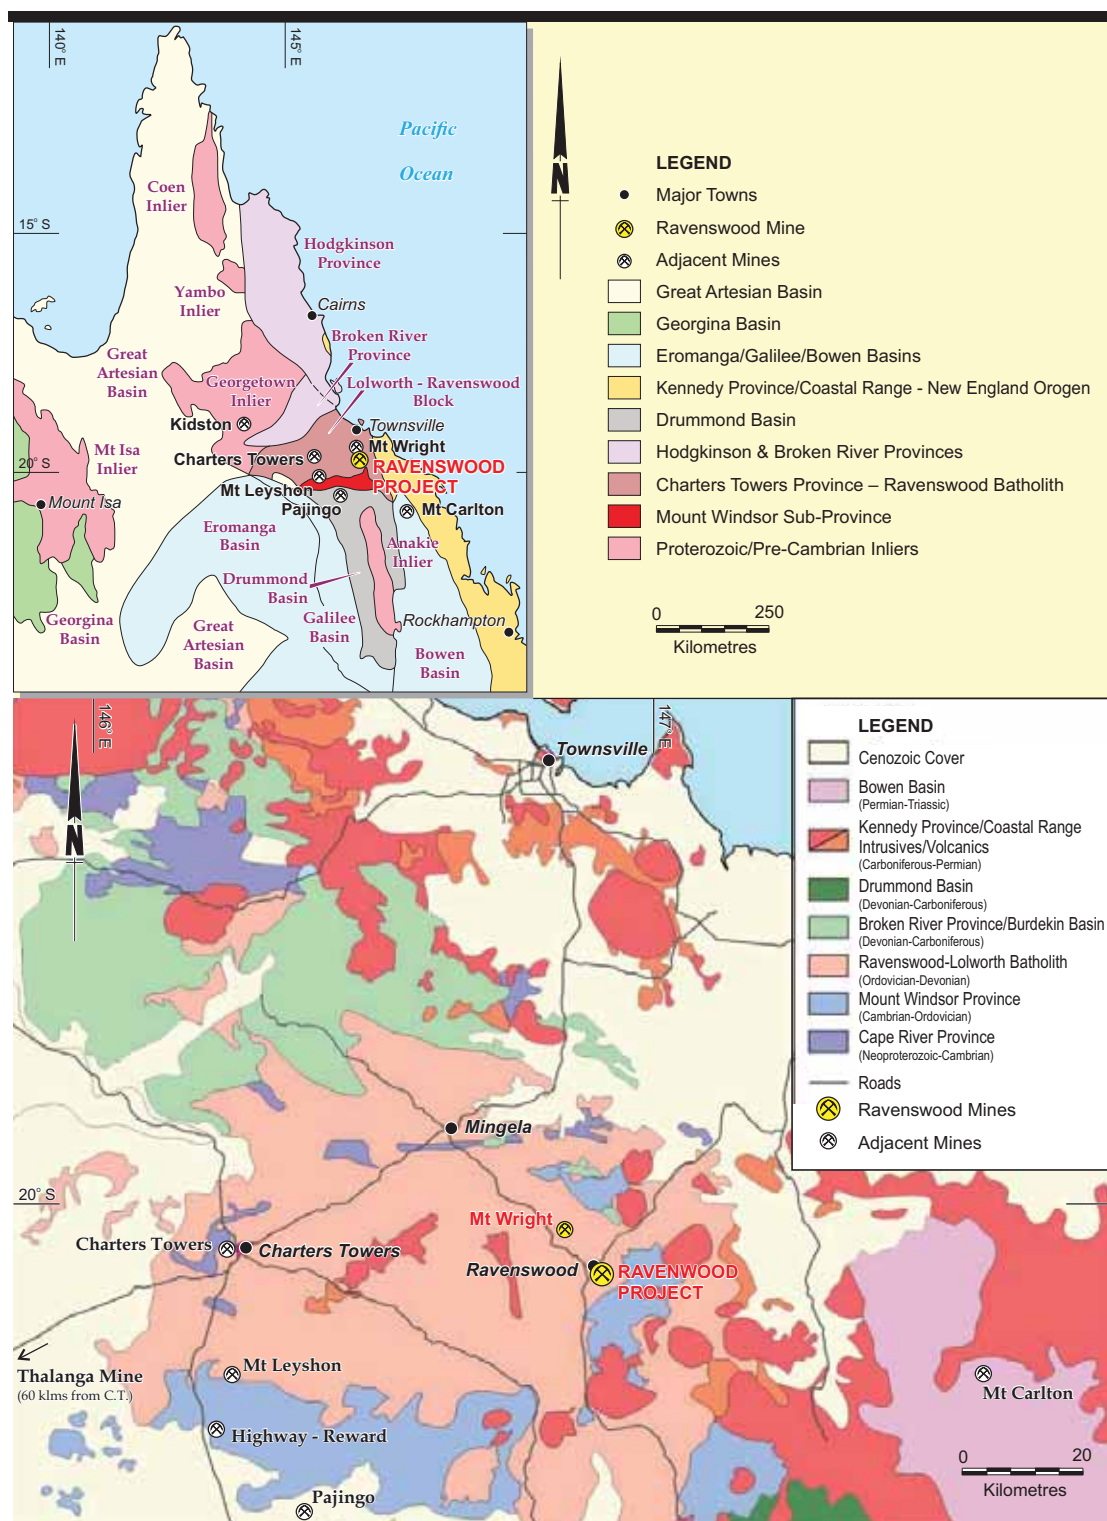 140° E
145° E
Pacific
Ocean
Coen
Inlier
15° S
Hodgkinson
Province
Yambo
Inlier
Cairns
Broken River
Province
Great
Artesian
Basin
Georgetown
Inlier
Lolworth - Ravenswood
Block
Kidston
Townsville
Mt Wright
Mt Isa
Inlier
Charters Towers
RAVENSWOOD
PROJECT
20° S
Mt Leyshon
Mount Isa
Pajingo
Mt Carlton
Eromanga
Basin
Anakie
Inlier
Drummond
Basin
Georgina
Basin
Great
Artesian
Basin
Galilee
Basin
Rockhampton
Bowen
Basin
N
LEGEND
Major Towns
Ravenswood Mine
Adjacent Mines
Great Artesian Basin
Georgina Basin
Eromanga/Galilee/Bowen Basins
Kennedy Province/Coastal Range - New England Orogen
Drummond Basin
Hodgkinson & Broken River Provinces
Charters Towers Province – Ravenswood Batholith
Mount Windsor Sub-Province
Proterozoic/Pre-Cambrian Inliers
0 250
Kilometres
146° E
147° E
N
Townsville
Mingela
20° S
Mt Wright
Charters Towers
Charters Towers
Ravenswood
RAVENWOOD
PROJECT
Thalanga Mine
(60 klms from C.T.)
Mt Leyshon
Mt Carlton
Highway - Reward
Pajingo
0 20
Kilometres
LEGEND
Cenozoic Cover
Bowen Basin
(Permian-Triassic)
Kennedy Province/Coastal Range
Intrusives/Volcanics
(Carboniferous-Permian)
Drummond Basin
(Devonian-Carboniferous)
Broken River Province/Burdekin Basin
(Devonian-Carboniferous)
Ravenswood-Lolworth Batholith
(Ordovician-Devonian)
Mount Windsor Province
(Cambrian-Ordovician)
Cape River Province
(Neoproterozoic-Cambrian)
Roads
Ravenswood Mines
Adjacent Mines